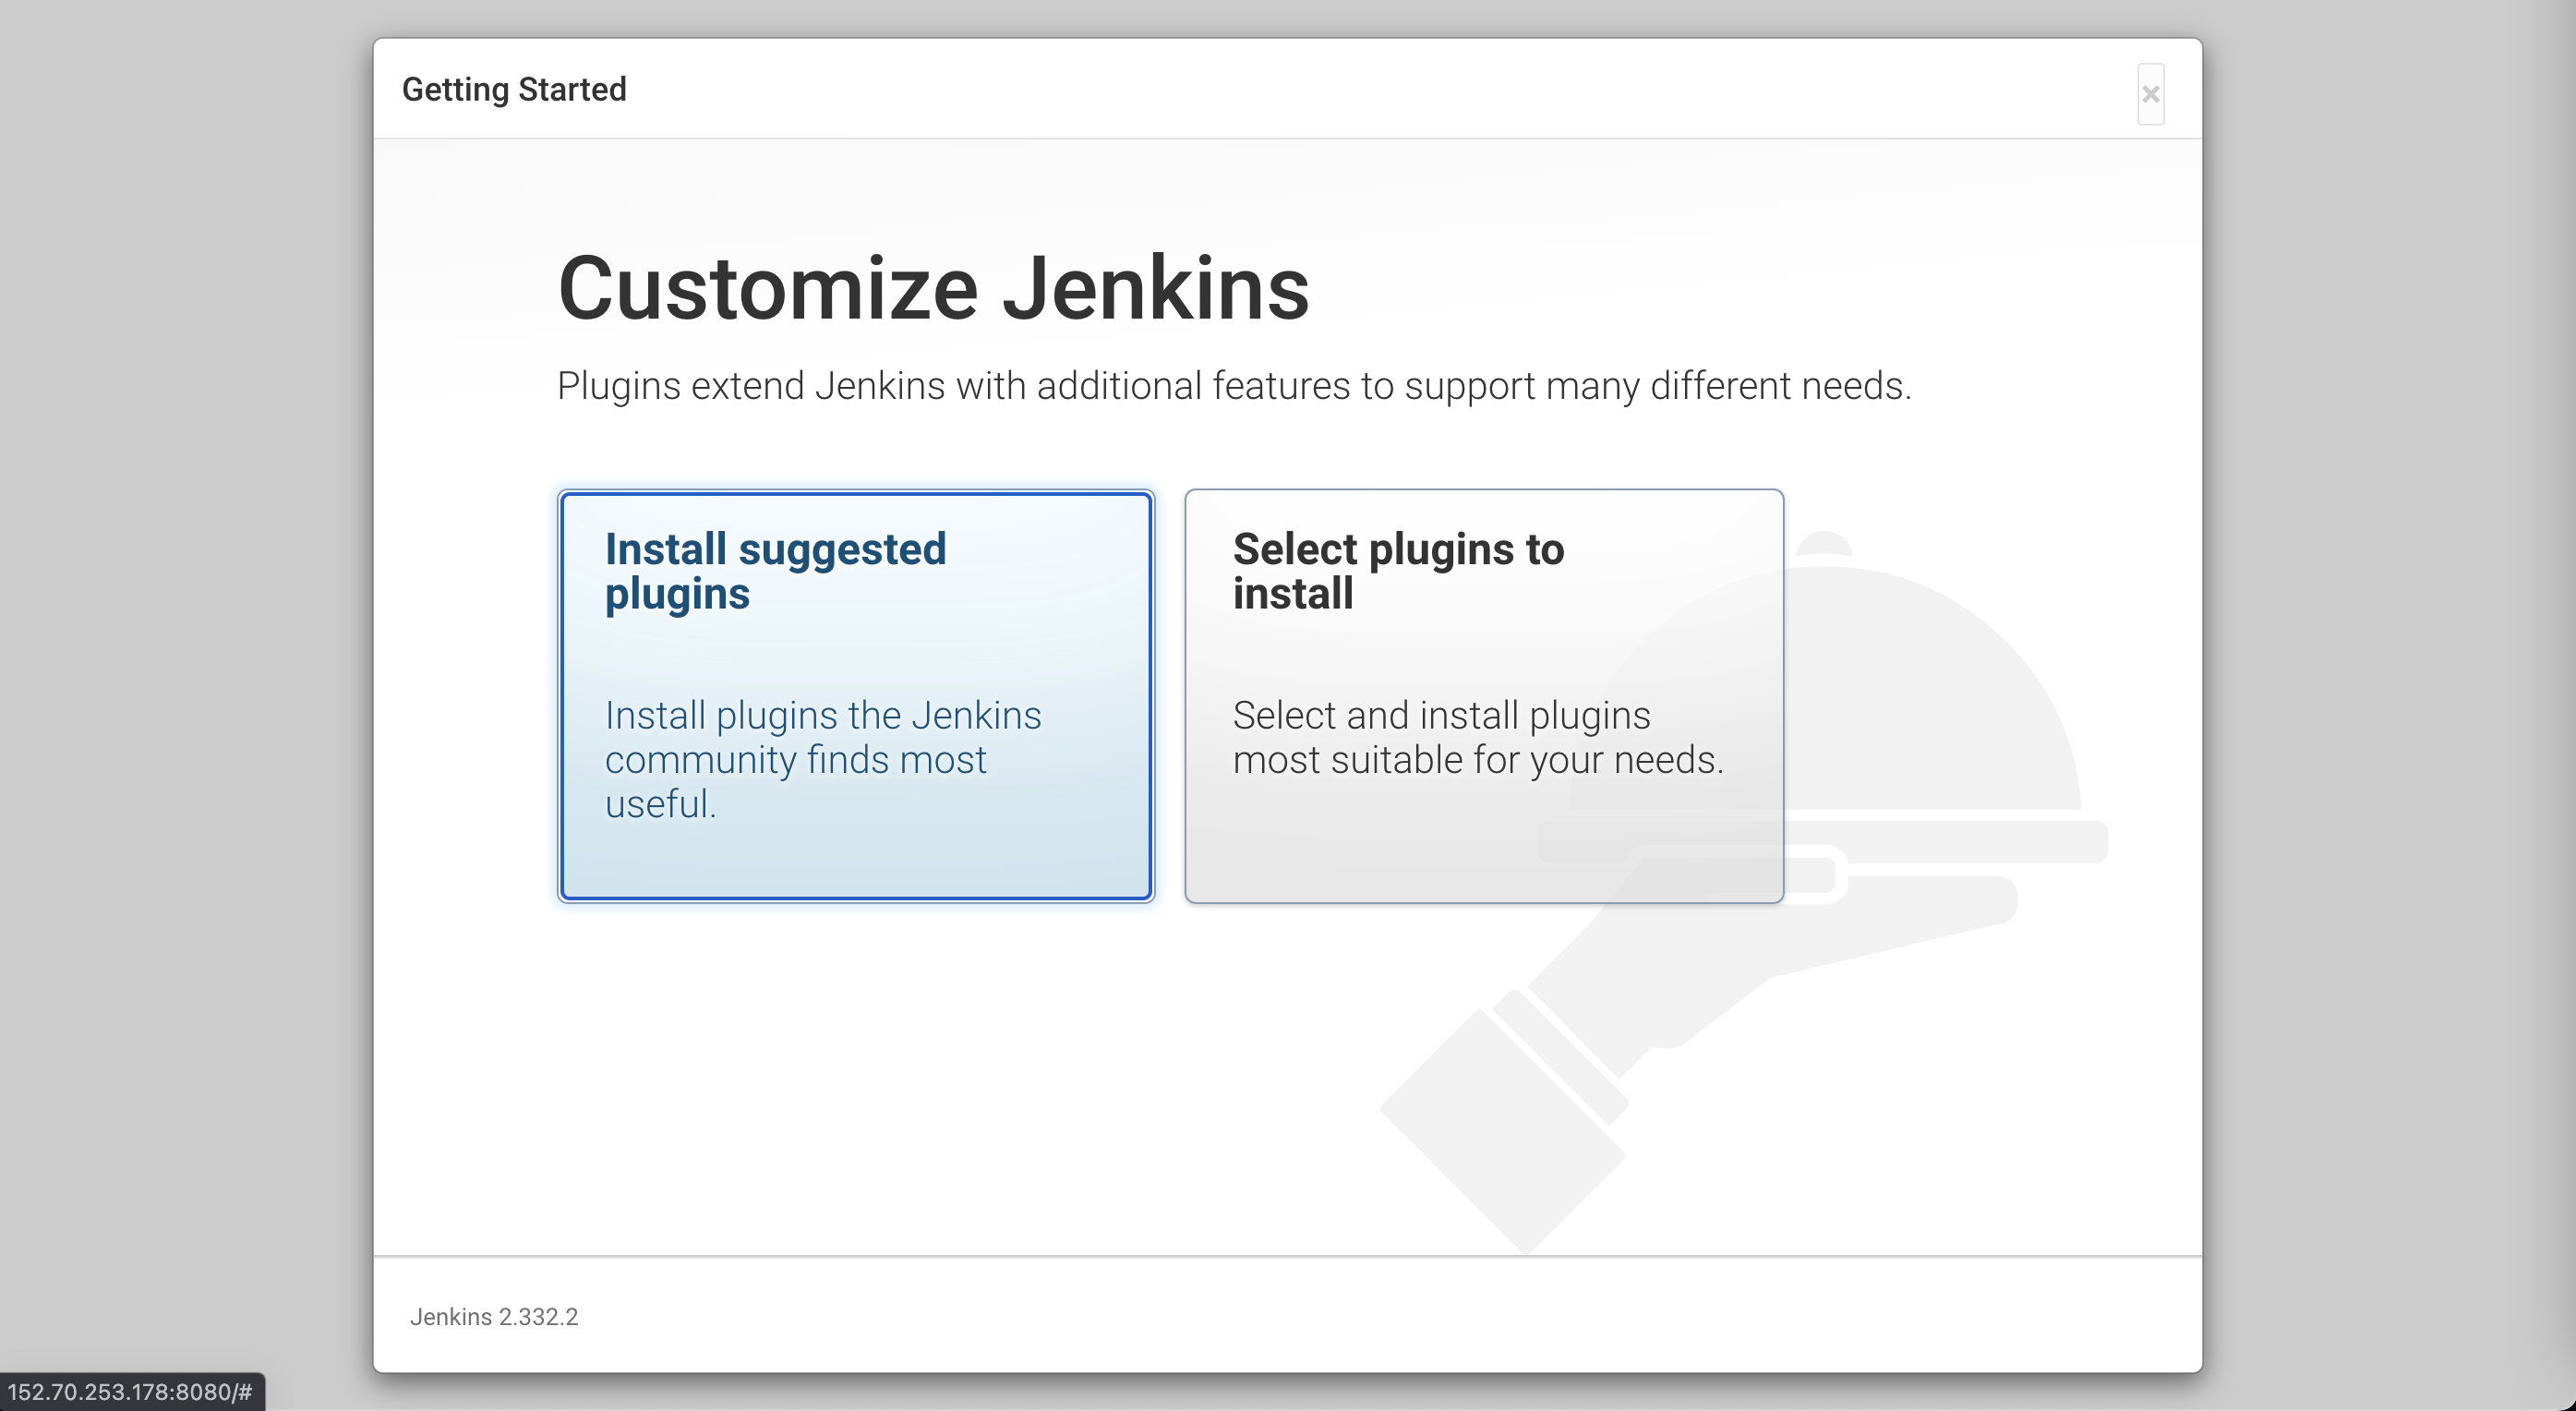 Getting Started
×
Customize Jenkins
Plugins extend Jenkins with additional features to support many different needs.
Install suggested
plugins
Install plugins the Jenkins
community finds most
useful.
Select plugins to
install
Select and install plugins
most suitable for your needs.
Jenkins 2.332.2
152.70.253.178:8080/#